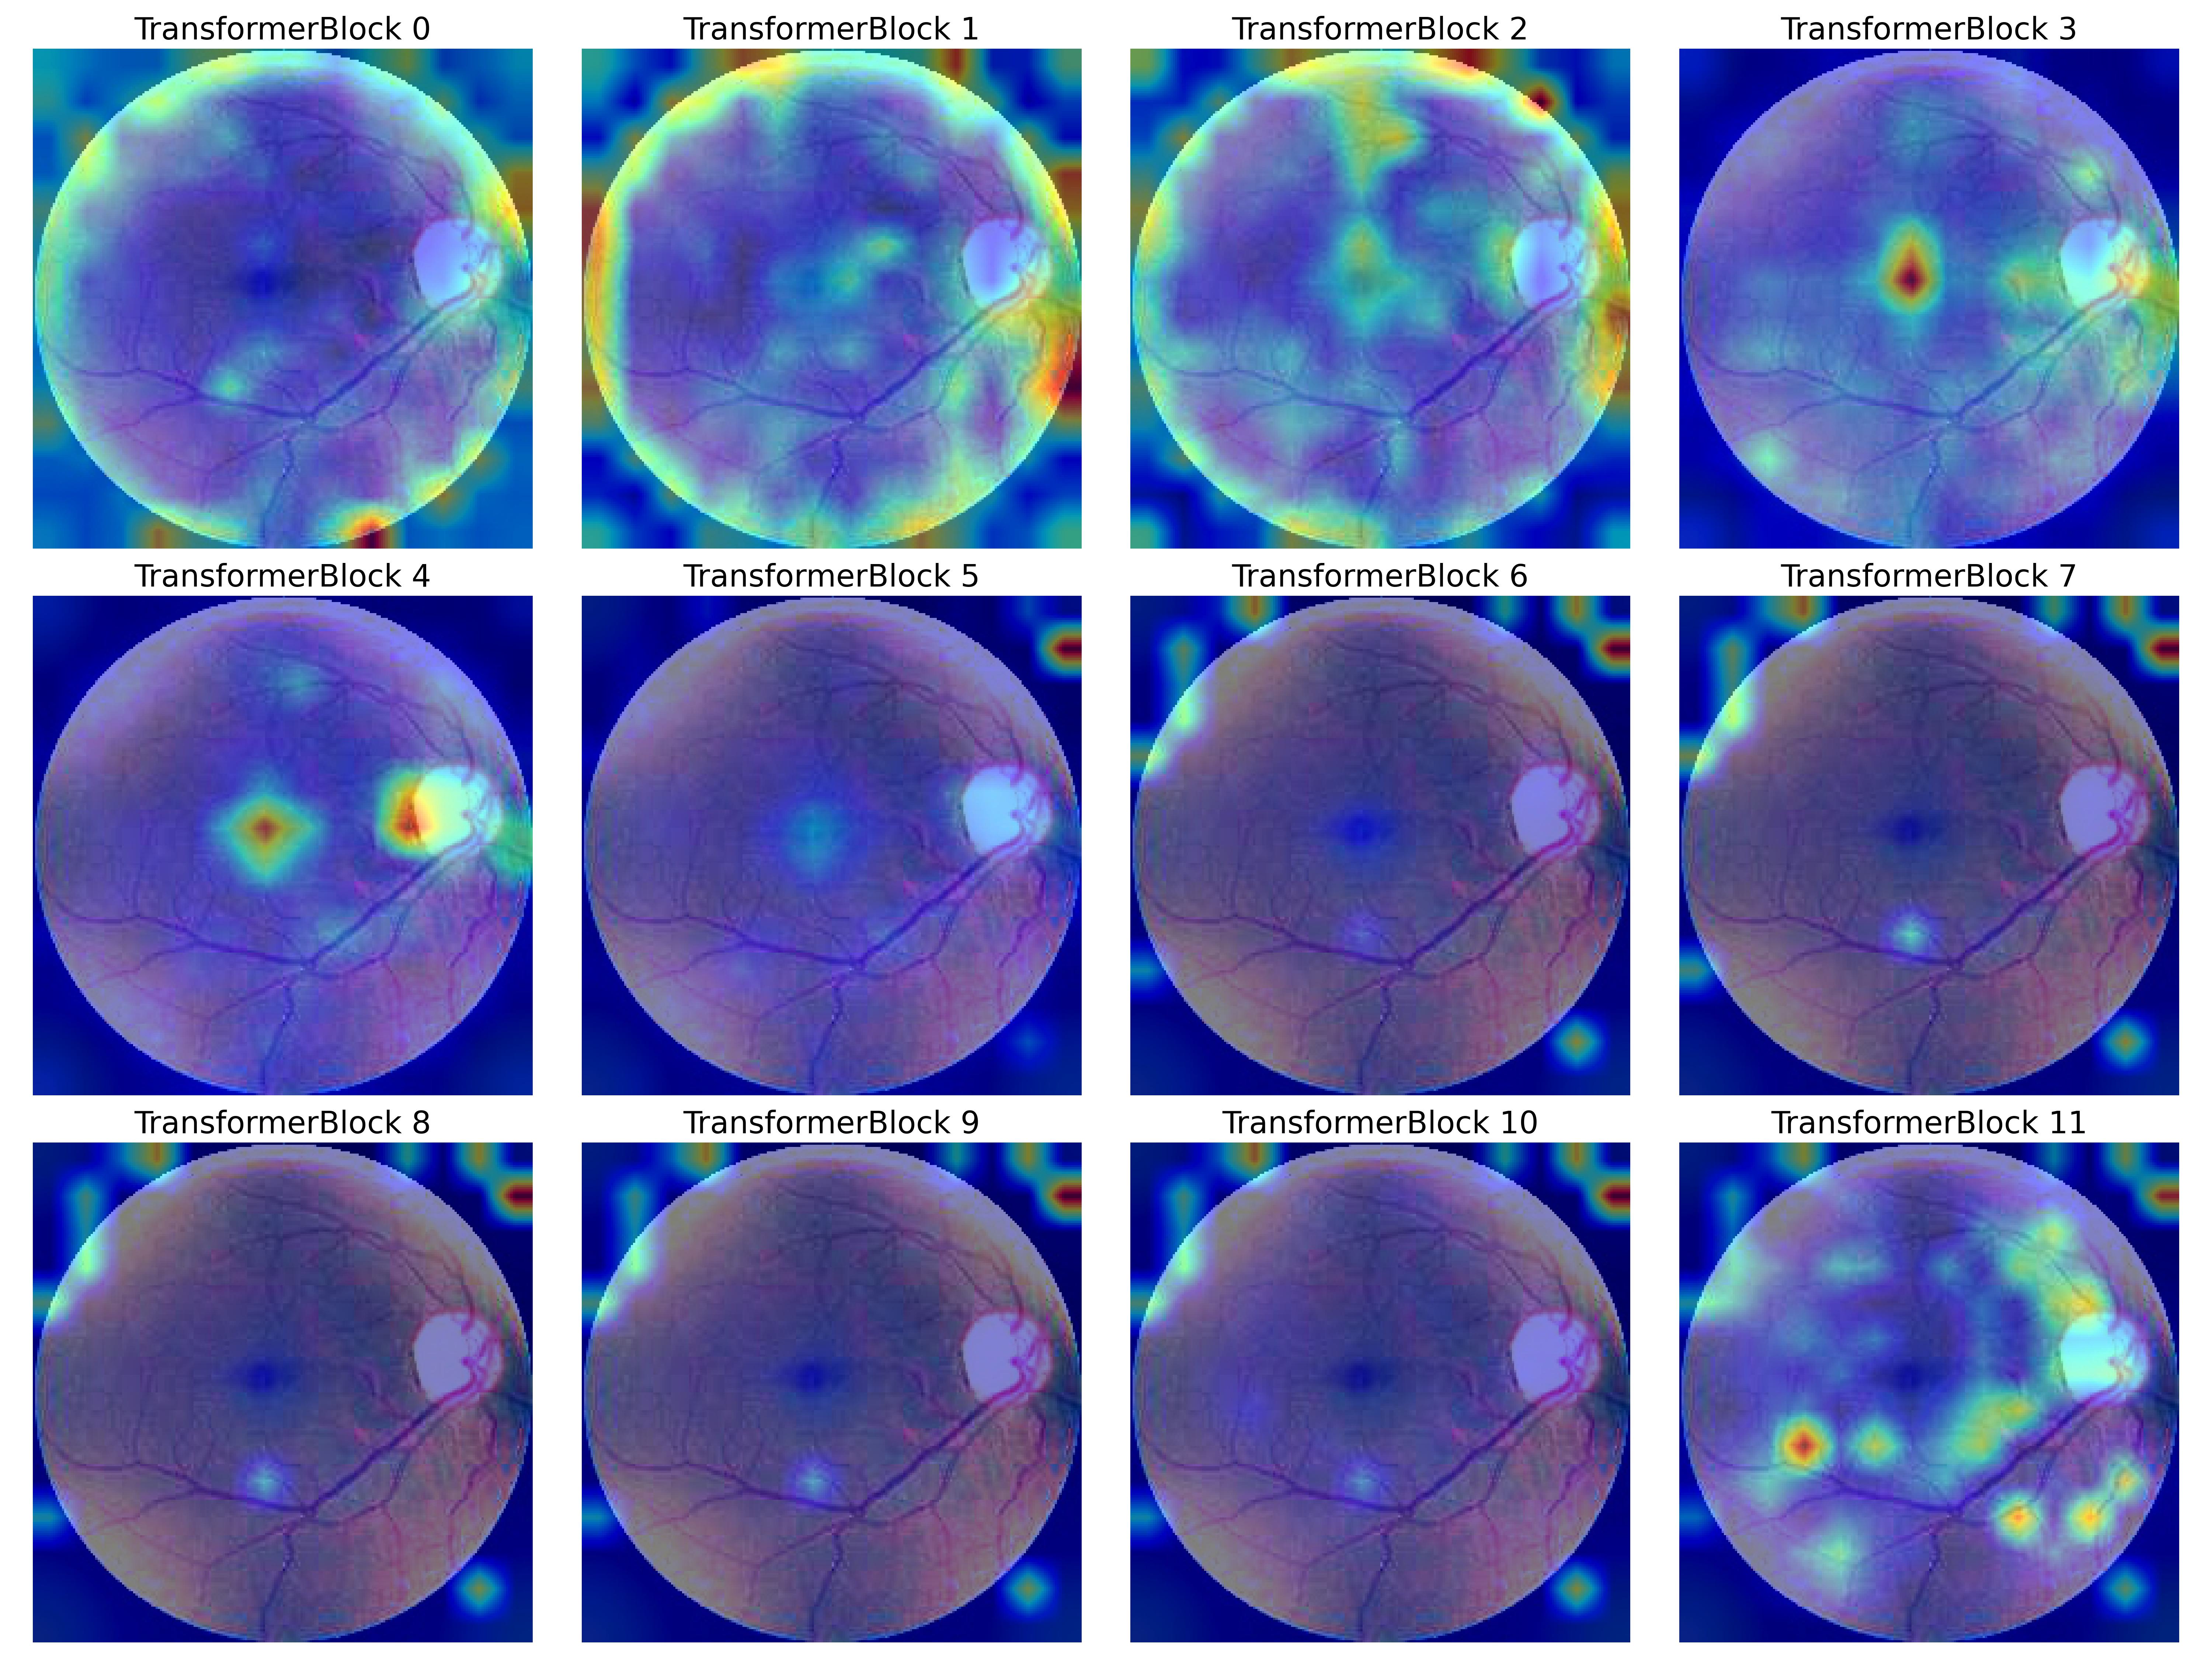 TransformerBlock 0
TransformerBlock 1
TransformerBlock 2
TransformerBlock 3
TransformerBlock 4
TransformerBlock 5
TransformerBlock 6
TransformerBlock 7
TransformerBlock 8
TransformerBlock 9
TransformerBlock 10
TransformerBlock 11